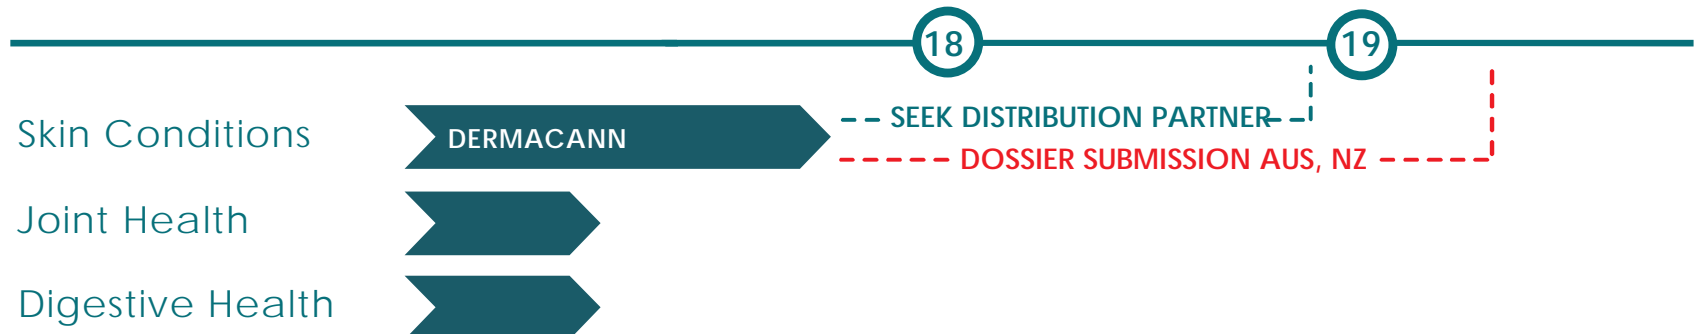 18
19
Skin Conditions
DERMACANN
SEEK DISTRIBUTION PARTNER
DOSSIER SUBMISSION AUS, NZ
Joint Health
Digestive Health